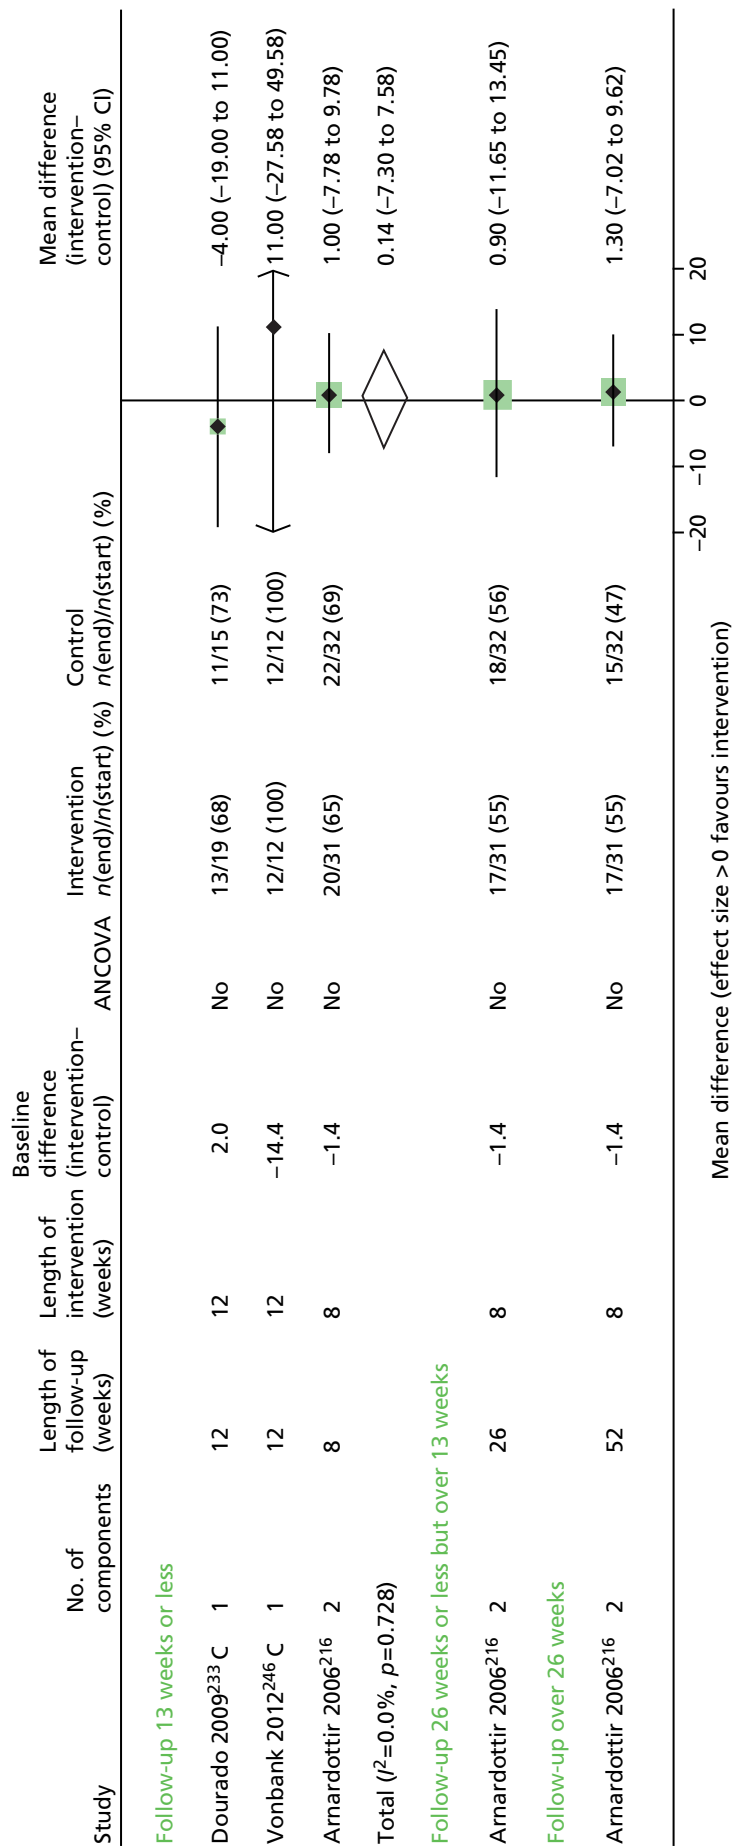 Study No. of components Length of follow-up (weeks) Length of intervention (weeks) Baseline difference (intervention–control) ANCOVA Intervention n(end)/n(start) (%) Control n(end)/n(start) (%) Mean difference (intervention–control) (95% CI)
Follow-up 13 weeks or less
Dourado 2009²³³ C 1 12 12 2.0 No 13/19 (68) 11/15 (73) −4.00 (−19.00 to 11.00)
Vonbank 2012²⁴⁶ C 1 12 12 −14.4 No 12/12 (100) 12/12 (100) 11.00 (−27.58 to 49.58)
Arnardottir 2006²¹⁶ 2 8 8 −1.4 No 20/31 (65) 22/32 (69) 1.00 (−7.78 to 9.78)
Total (I²=0.0%, p=0.728) 0.14 (−7.30 to 7.58)
Follow-up 26 weeks or less but over 13 weeks
Arnardottir 2006²¹⁶ 2 26 8 −1.4 No 17/31 (55) 18/32 (56) 0.90 (−11.65 to 13.45)
Follow-up over 26 weeks
Arnardottir 2006²¹⁶ 2 52 8 −1.4 No 17/31 (55) 15/32 (47) 1.30 (−7.02 to 9.62)
−20 −10 0 10 20
Mean difference (effect size >0 favours intervention)